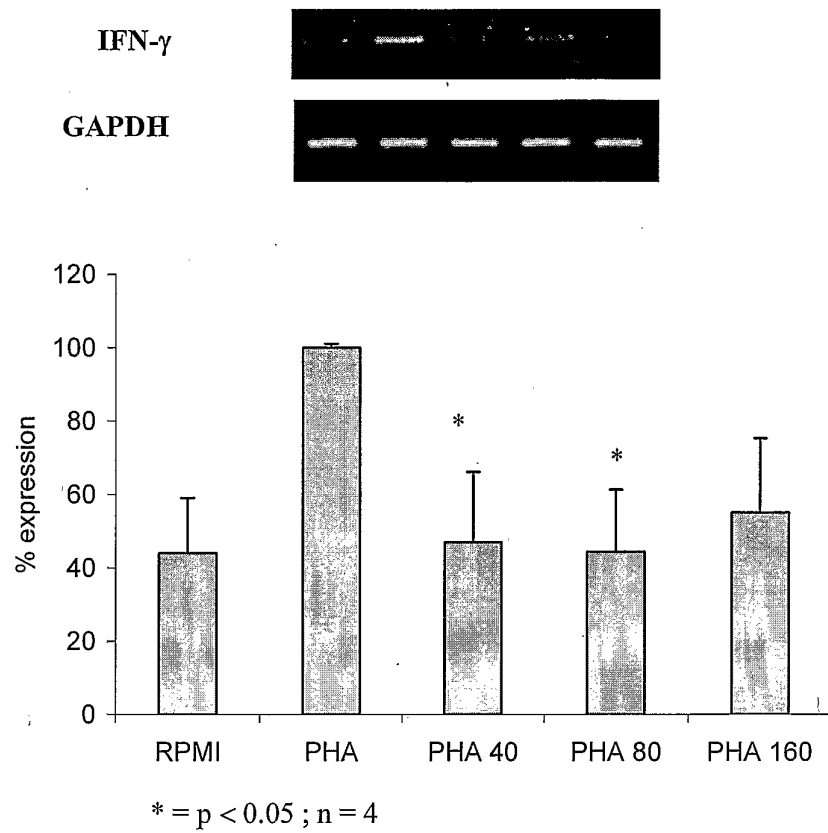 IFN-γ
GAPDH
120
100
80
60
40
20
0
% expression
*
*
RPMI PHA PHA 40 PHA 80 PHA 160
* = p < 0.05 ; n = 4